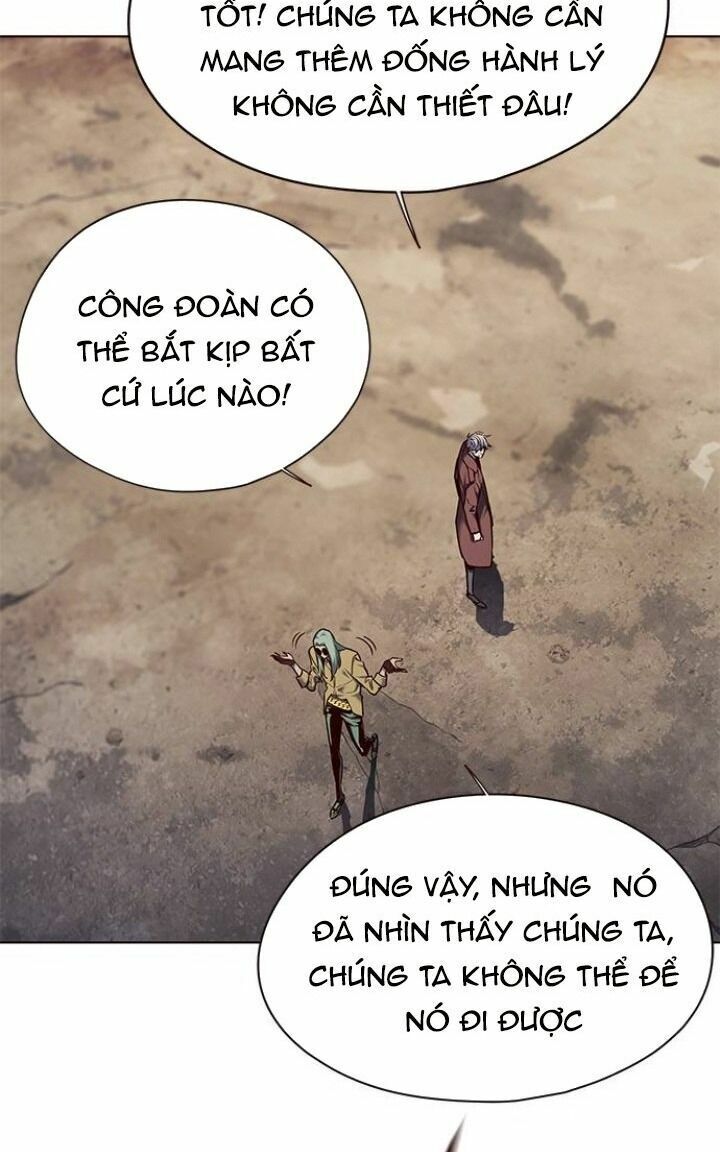 TỐT! CHÚNG TA KHÔNG CẦN
MANG THÊM ĐỐNG HÀNH LÝ
KHÔNG CẦN THIẾT ĐÂU!
CÔNG ĐOÀN CÓ
THỂ BẮT KỊP BẤT
CỨ LÚC NÀO!
ĐÚNG VẬY, NHƯNG NÓ
ĐÃ NHÌN THẤY CHÚNG TA,
CHÚNG TA KHÔNG THỂ ĐỂ
NÓ ĐI ĐƯỢC